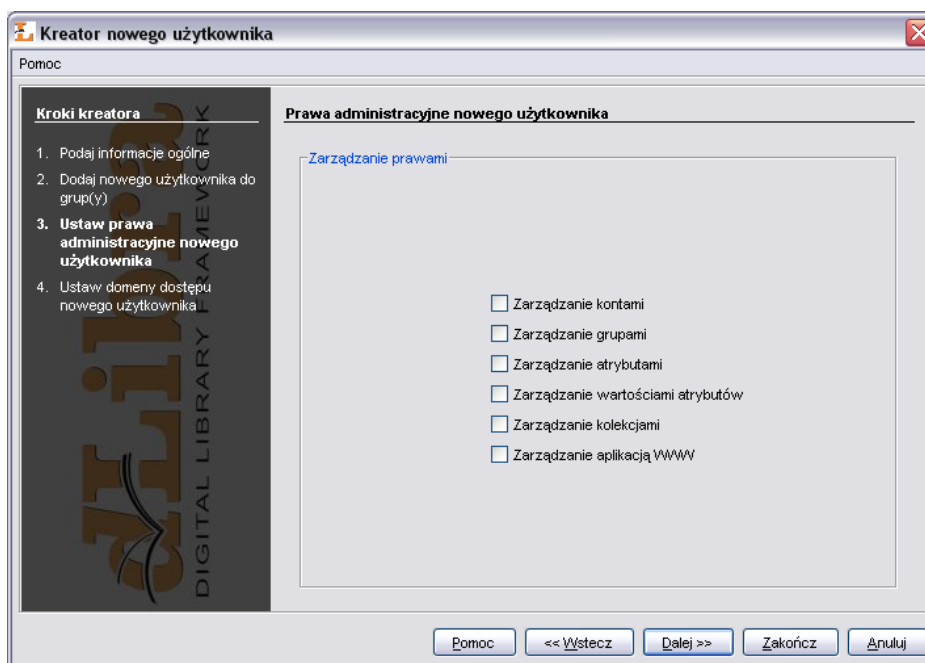 Kreator nowego użytkownika
Pomoc
Kroki kreatora
1. Podaj informacje ogólne
2. Dodaj nowego użytkownika do
grup(y)
3. Ustaw prawa
administracyjne nowego
użytkownika
4. Ustaw domeny dostępu
nowego użytkownika
dLibra
DIGITAL LIBRARY FRAMEWORK
Prawa administracyjne nowego użytkownika
Zarządzanie prawami
Zarządzanie kontami
Zarządzanie grupami
Zarządzanie atrybutami
Zarządzanie wartościami atrybutów
Zarządzanie kolekcjami
Zarządzanie aplikacją WWW
Pomoc
<< Wstecz
Dalej >>
Zakończ
Anuluj